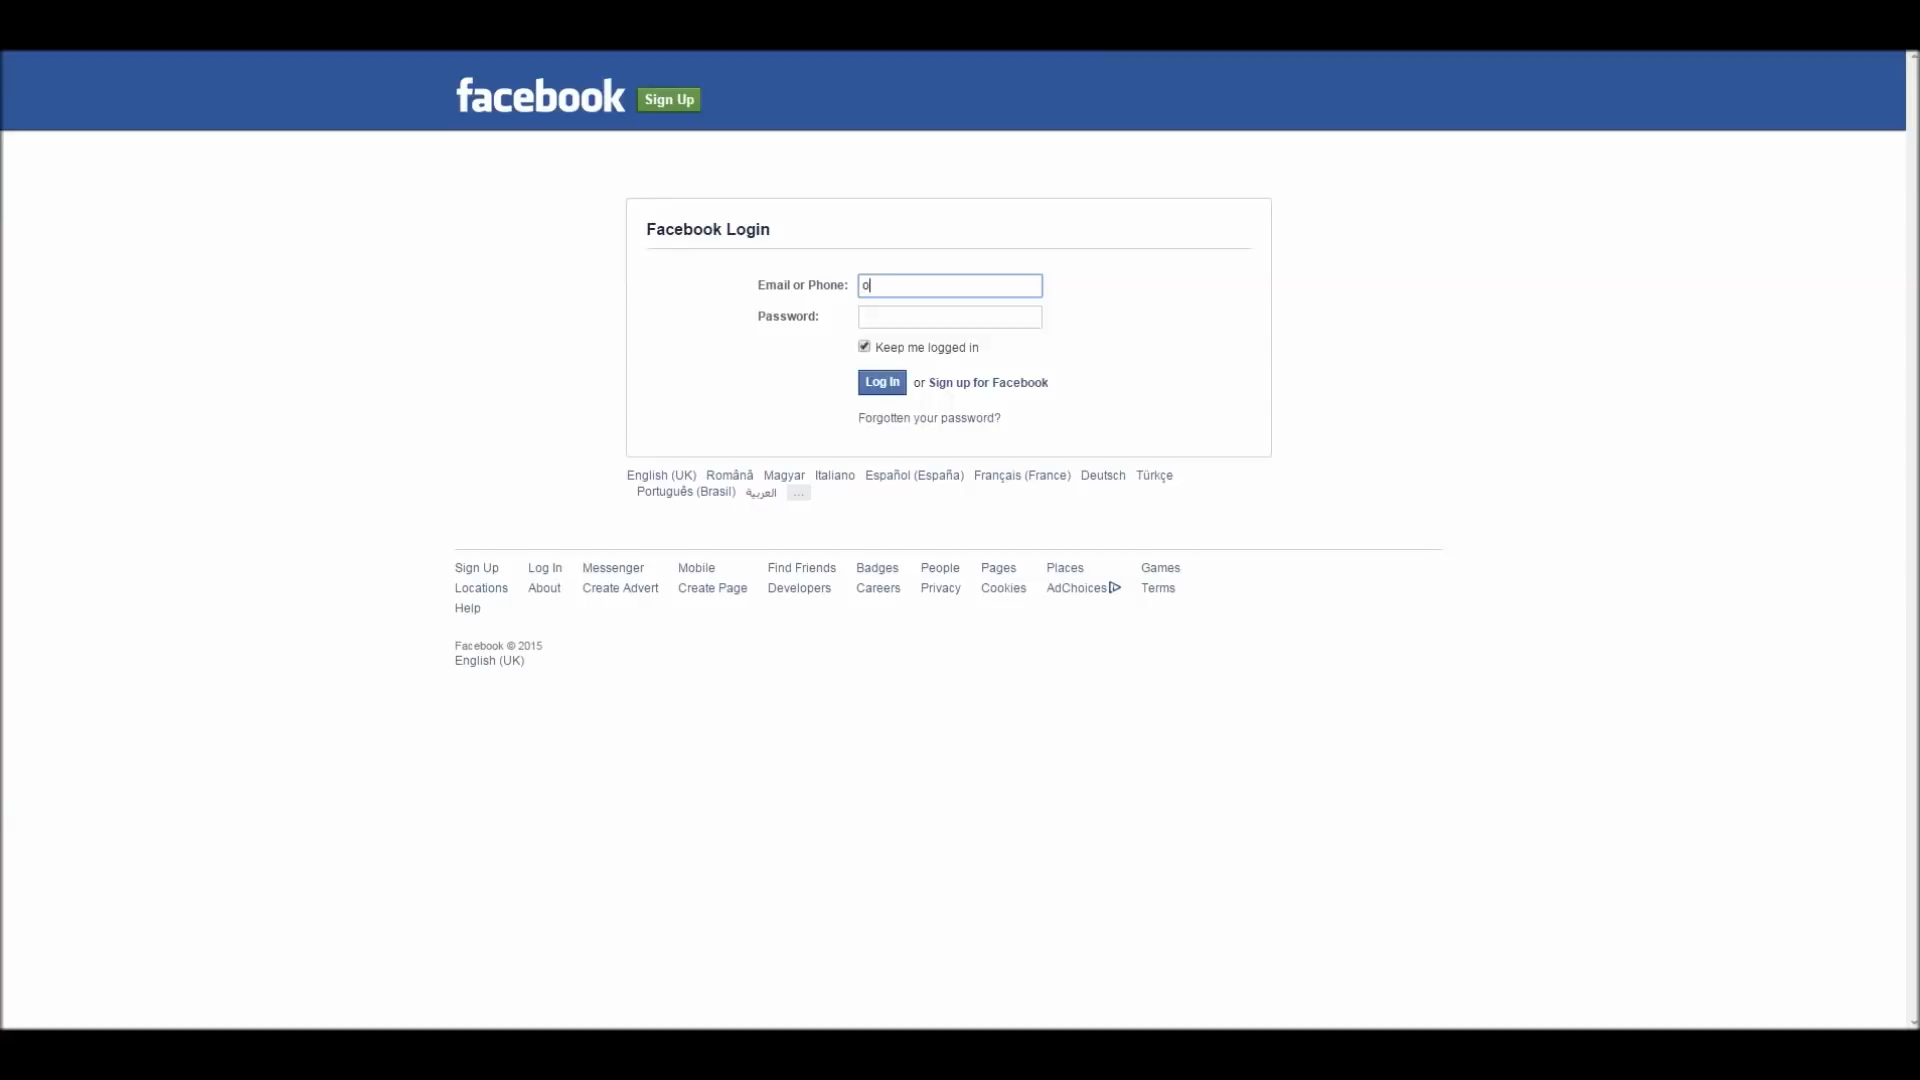 facebook Sign Up
Facebook Login
Email or Phone: o
Password:
Keep me logged in
Log In or Sign up for Facebook
Forgotten your password?
English (UK) Română Magyar Italiano Español (España) Français (France) Deutsch Türkçe
Português (Brasil) العربية ...
Sign Up Log In Messenger Mobile Find Friends Badges People Pages Places Games
Locations About Create Advert Create Page Developers Careers Privacy Cookies AdChoices Terms
Help
Facebook © 2015
English (UK)